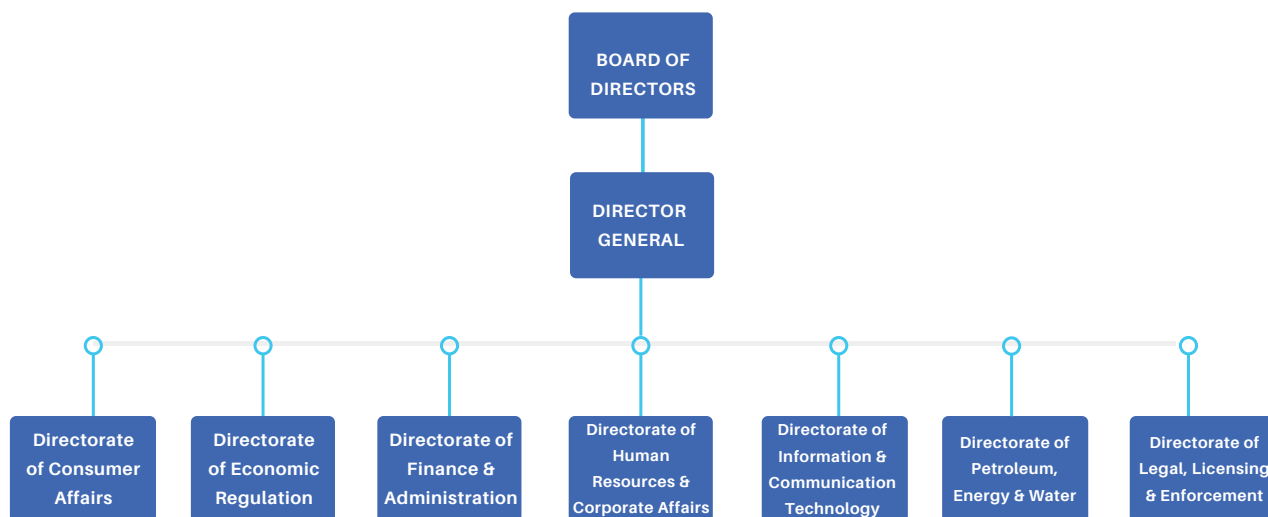 BOARD OF
DIRECTORS
DIRECTOR
GENERAL
Directorate
of Consumer
Affairs
Directorate
of Economic
Regulation
Directorate of
Finance &
Administration
Directorate of
Human
Resources &
Corporate Affairs
Directorate of
Information &
Communication
Technology
Directorate of
Petroleum,
Energy & Water
Directorate of
Legal, Licensing
& Enforcement